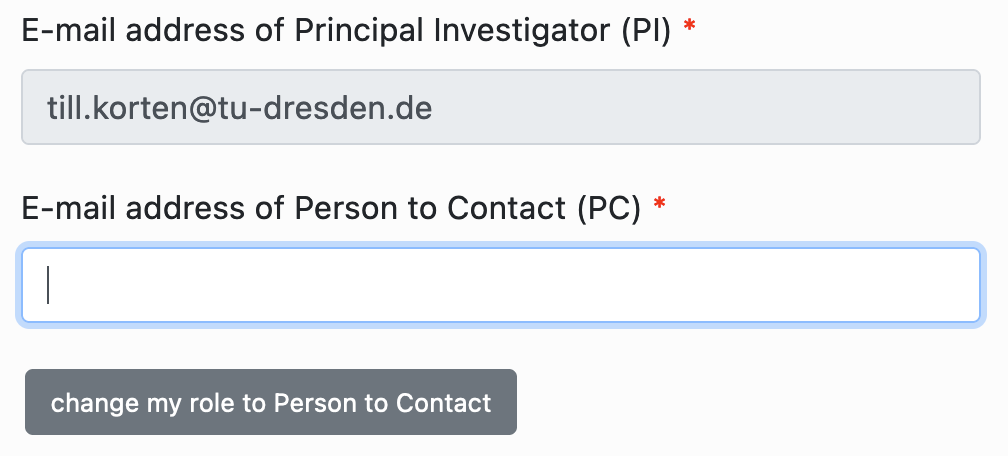 E-mail address of Principal Investigator (PI) *
till.korten@tu-dresden.de
E-mail address of Person to Contact (PC) *
change my role to Person to Contact